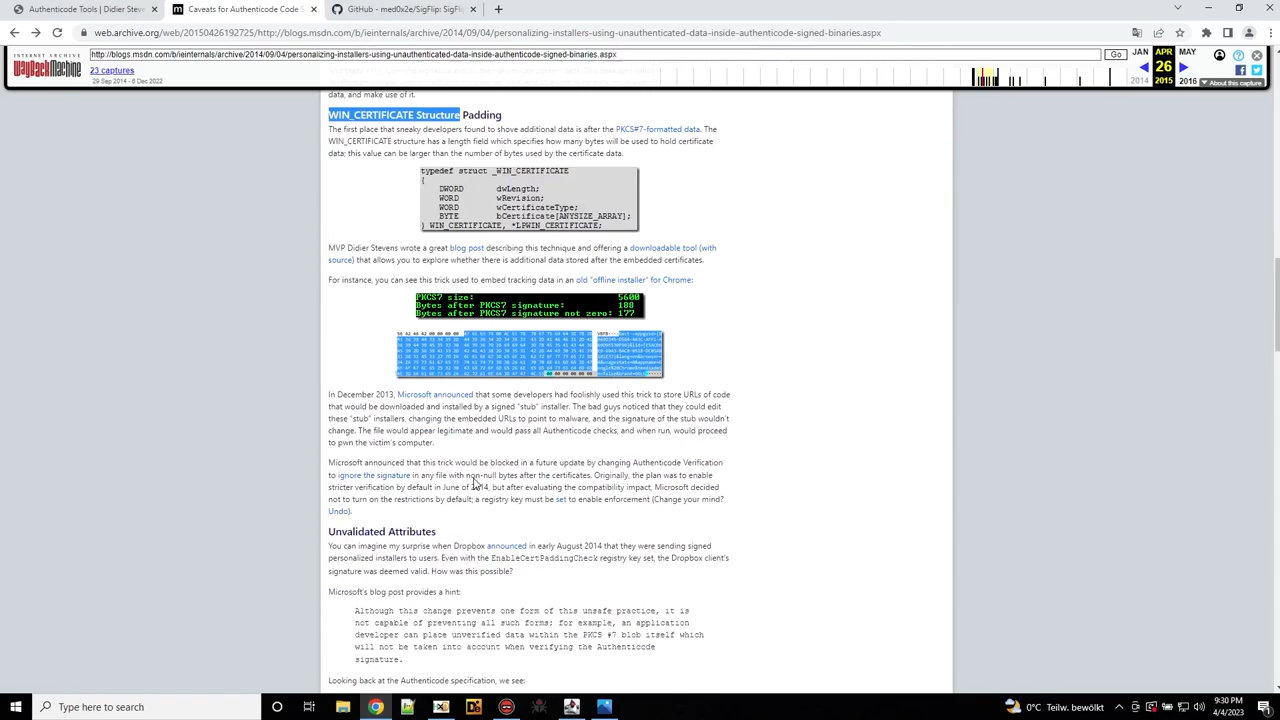 Authenticode Tools | Didier Steve
Caveats for Authenticode Code S
GitHub - med0x2e/SigFlip: SigFlip
web.archive.org/web/20150426192725/http://blogs.msdn.com/b/ieinternals/archive/2014/09/04/personalizing-installers-using-unauthenticated-data-inside-authenticode-signed-binaries.aspx
INTERNET ARCHIVE
WayBackMachine
http://blogs.msdn.com/b/ieinternals/archive/2014/09/04/personalizing-installers-using-unauthenticated-data-inside-authenticode-signed-binaries.aspx
Go
JAN APR MAY
23 captures
26
29 Sep 2014 - 6 Dec 2022
2014 2015 2016
About this capture
data, and make use of it.
WIN_CERTIFICATE Structure Padding
The first place that sneaky developers found to shove additional data is after the PKCS#7-formatted data. The
WIN_CERTIFICATE structure has a length field which specifies how many bytes will be used to hold certificate
data; this value can be larger than the number of bytes used by the certificate data.
typedef struct _WIN_CERTIFICATE
{
DWORD dwLength;
WORD wRevision;
WORD wCertificateType;
BYTE bCertificate[ANYSIZE_ARRAY];
} WIN_CERTIFICATE, *LPWIN_CERTIFICATE;
MVP Didier Stevens wrote a great blog post describing this technique and offering a downloadable tool (with
source) that allows you to explore whether there is additional data stored after the embedded certificates.
For instance, you can see this trick used to embed tracking data in an old "offline installer" for Chrome:
PKCS7 size: 5600
Bytes after PKCS7 signature: 188
Bytes after PKCS7 signature not zero: 177
In December 2013, Microsoft announced that some developers had foolishly used this trick to store URLs of code
that would be downloaded and installed by a signed "stub" installer. The bad guys noticed that they could edit
these "stub" installers, changing the embedded URLs to point to malware, and the signature of the stub wouldn't
change. The file would appear legitimate and would pass all Authenticode checks, and when run, would proceed
to pwn the victim's computer.
Microsoft announced that this trick would be blocked in a future update by changing Authenticode Verification
to ignore the signature in any file with non-null bytes after the certificates. Originally, the plan was to enable
stricter verification by default in June of 2014, but after evaluating the compatibility impact, Microsoft decided
not to turn on the restrictions by default; a registry key must be set to enable enforcement (Change your mind?
Undo).
Unvalidated Attributes
You can imagine my surprise when Dropbox announced in early August 2014 that they were sending signed
personalized installers to users. Even with the EnableCertPaddingCheck registry key set, the Dropbox client's
signature was deemed valid. How was this possible?
Microsoft's blog post provides a hint:
Although this change prevents one form of this unsafe practice, it is
not capable of preventing all such forms; for example, an application
developer can place unverified data within the PKCS #7 blob itself which
will not be taken into account when verifying the Authenticode
signature.
Looking back at the Authenticode specification, we see:
Type here to search
0°C Teilw. bewölkt
9:30 PM
4/4/2023